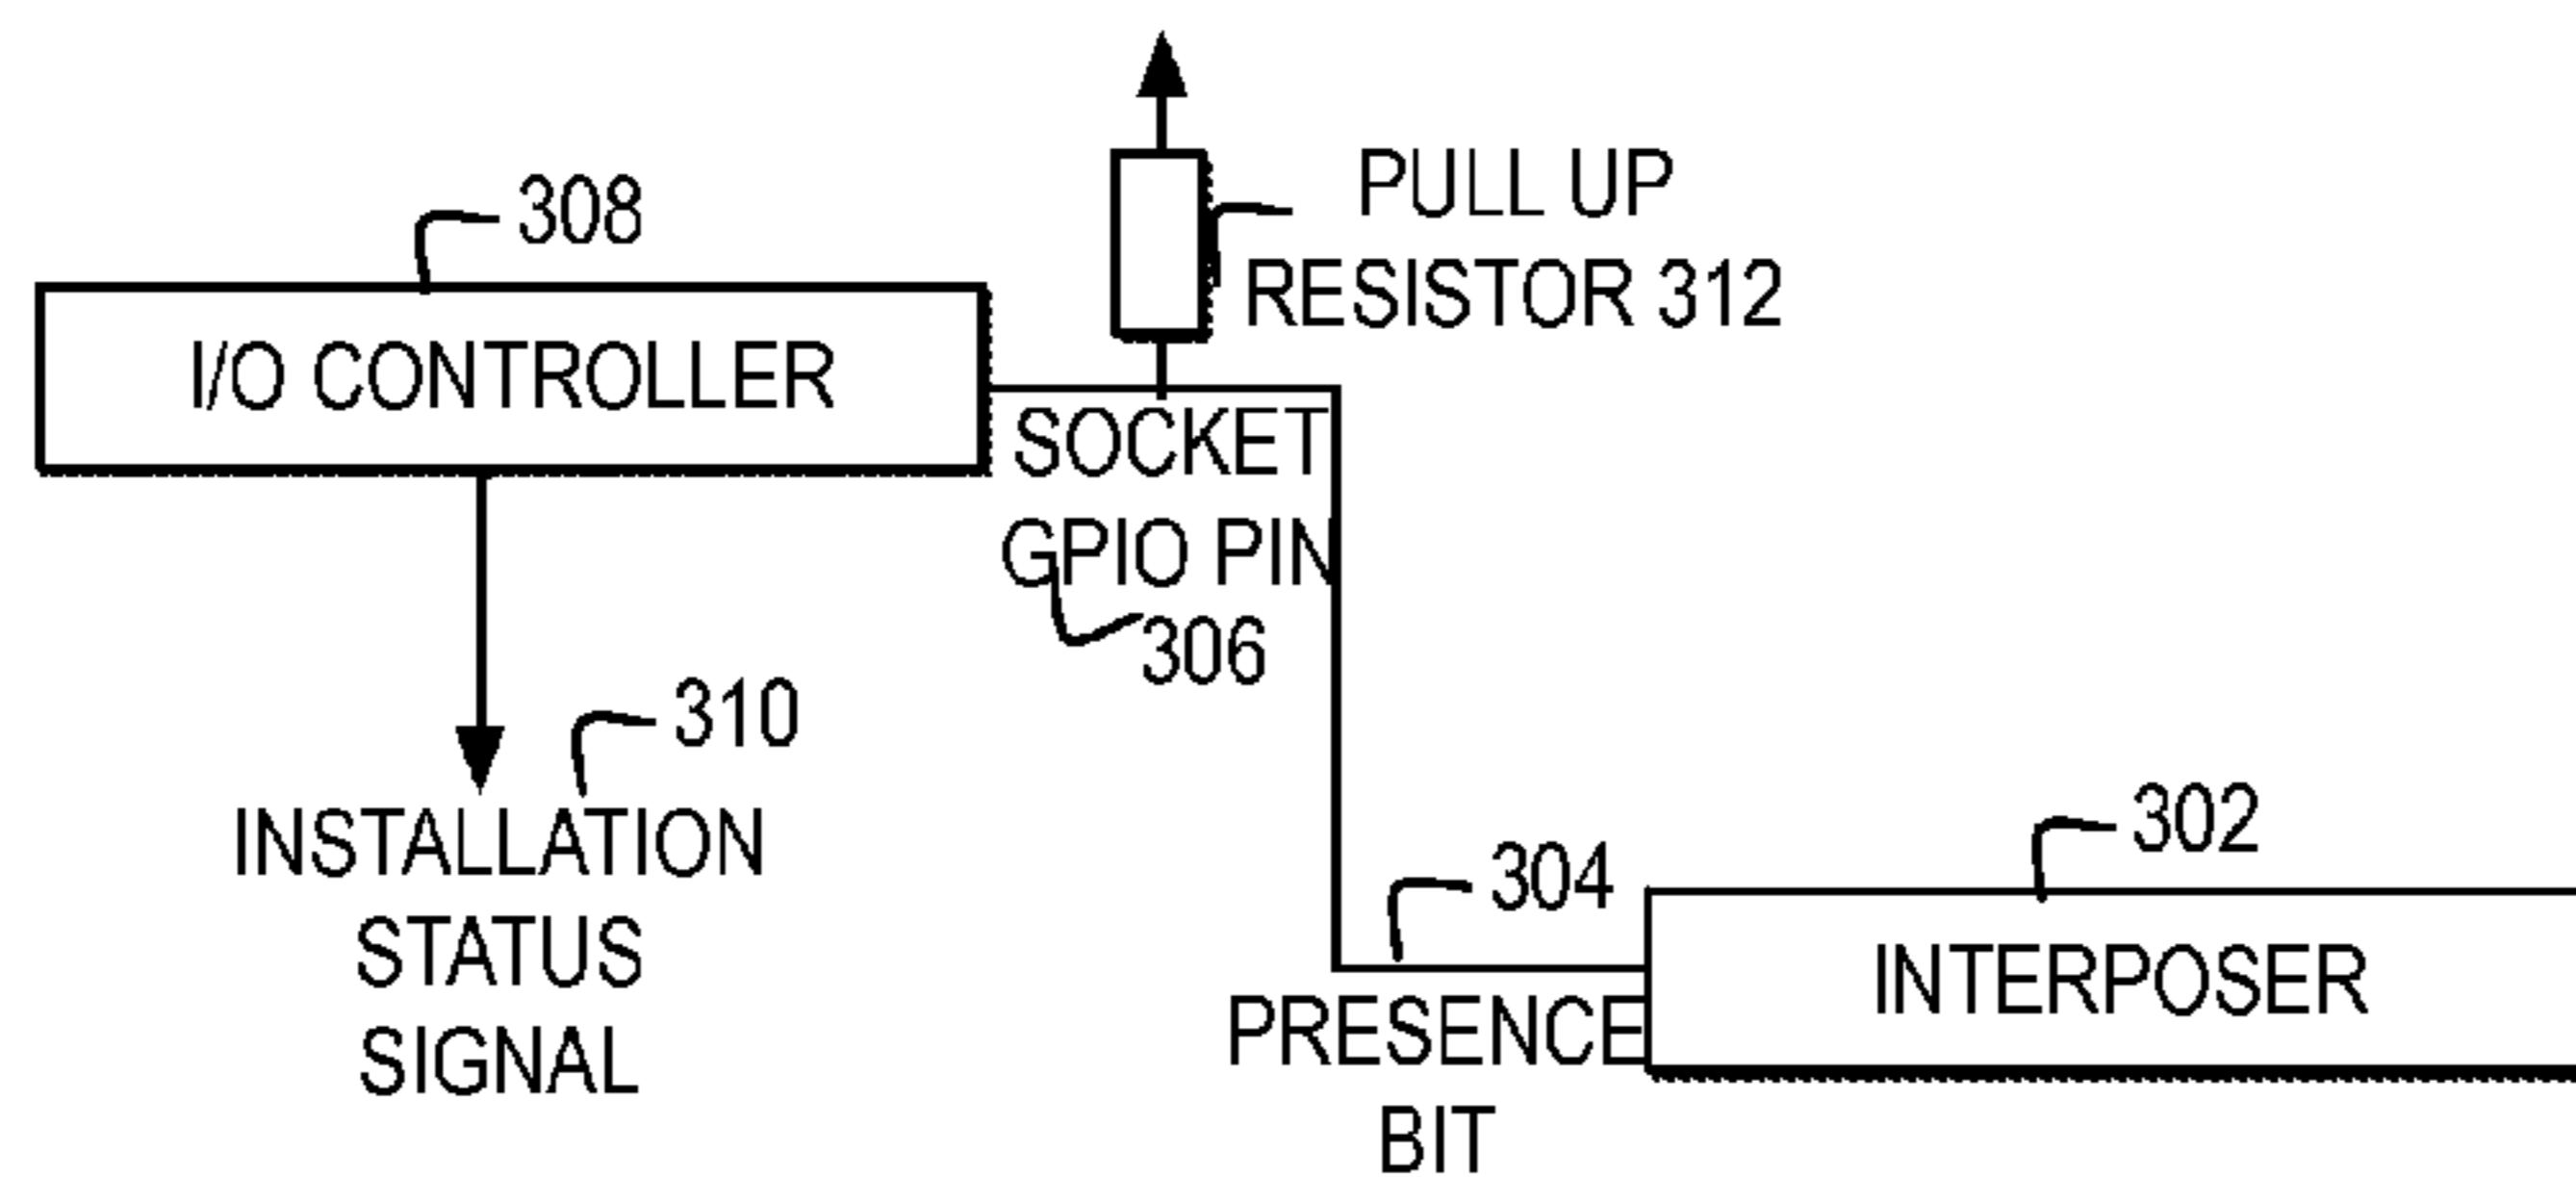 308
I/O CONTROLLER
PULL UP
RESISTOR 312
SOCKET
GPIO PIN
306
310
INSTALLATION
STATUS
SIGNAL
304
PRESENCE
BIT
302
INTERPOSER